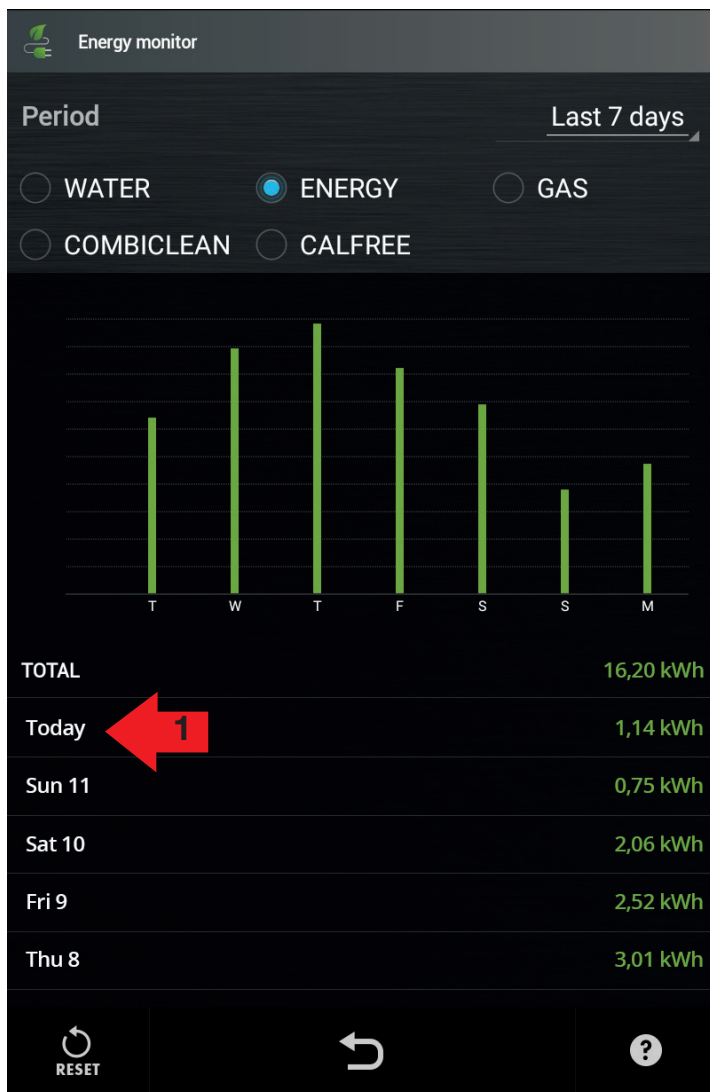 Energy monitor
Period Last 7 days
WATER ENERGY GAS
COMBICLEAN CALFREE
T W T F S S M
TOTAL 16,20 kWh
Today 1 1,14 kWh
Sun 11 0,75 kWh
Sat 10 2,06 kWh
Fri 9 2,52 kWh
Thu 8 3,01 kWh
RESET ?